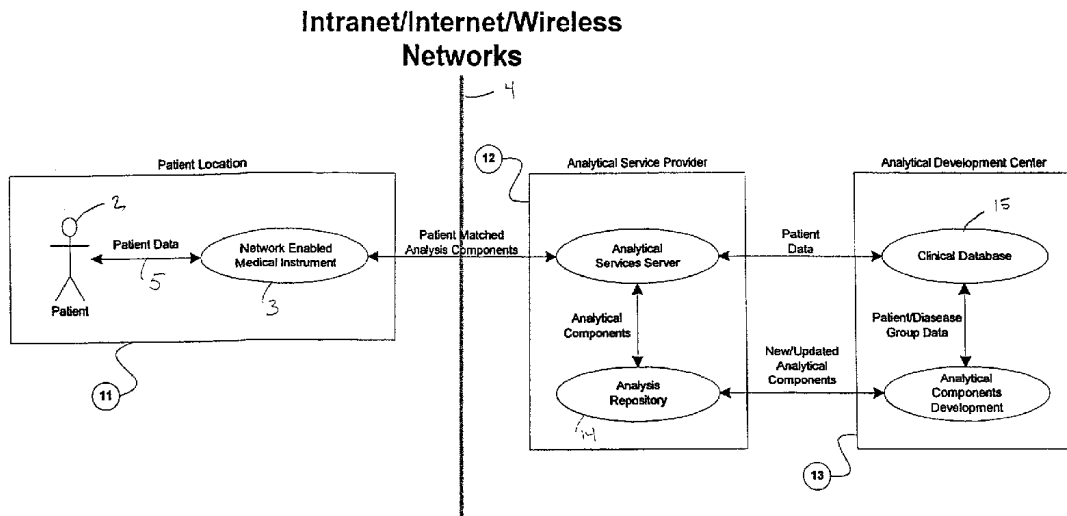 Intranet/Internet/Wireless
Networks
4
Patient Location
12
Analytical Service Provider
Analytical Development Center
2
15
Patient Data
Network Enabled
Medical Instrument
Patient Matched
Analysis Components
Analytical
Services Server
Patient
Data
Clinical Database
5
3
Patient
Analytical
Components
Patient/Diasease
Group Data
11
New/Updated
Analytical
Components
Analysis
Repository
Analytical
Components
Development
14
13